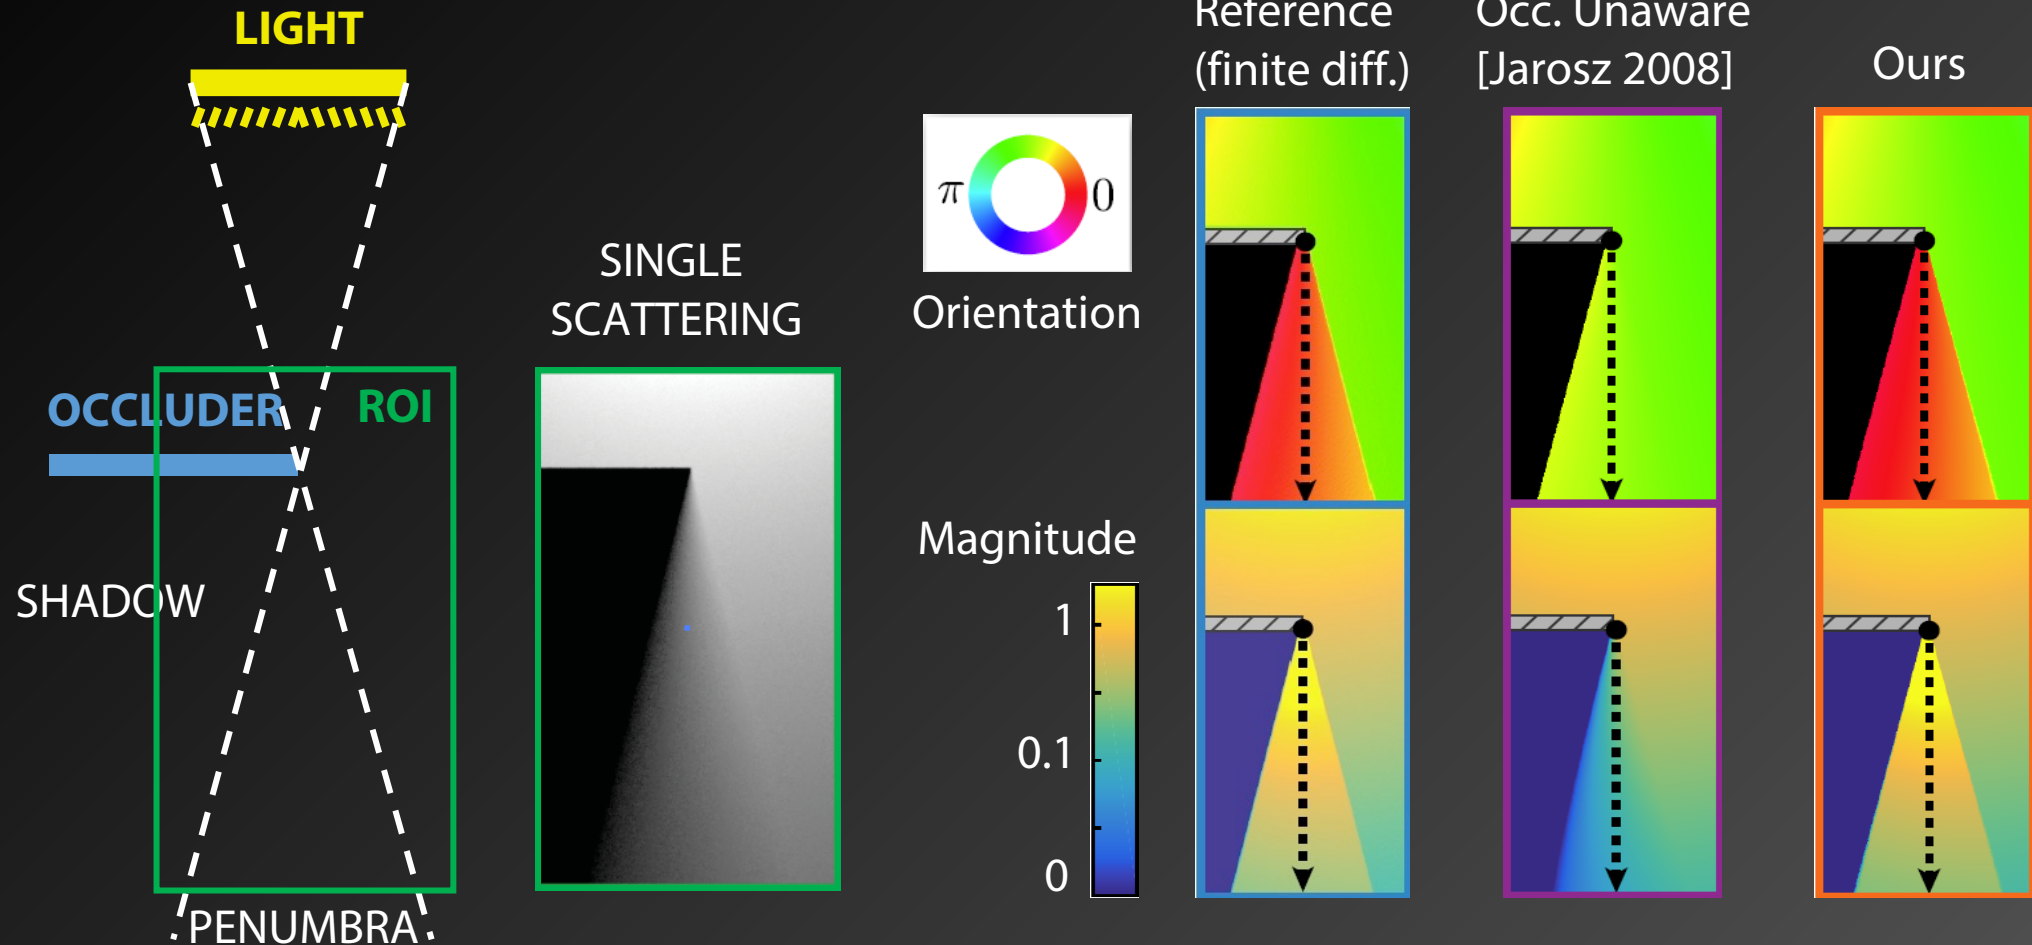 LIGHT
OCCLUDER
ROI
SHADOW
PENUMBRA
SINGLE
SCATTERING
π 0
Orientation
Magnitude
1
0.1
0
Reference
(finite diff.)
Occ. Unaware
[Jarosz 2008]
Ours